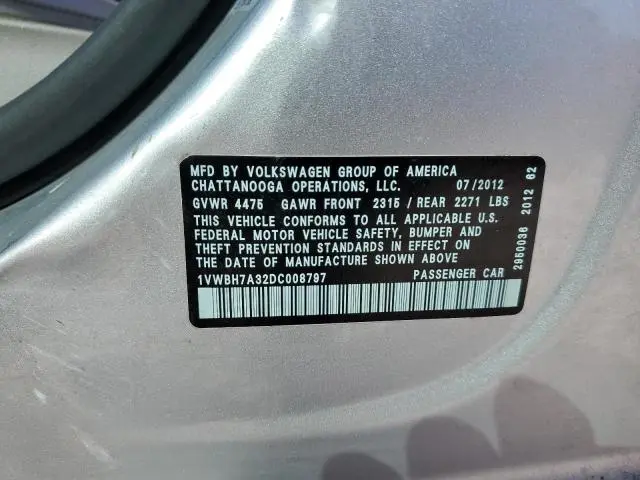 MFD BY VOLKSWAGEN GROUP OF AMERICA
CHATTANOOGA OPERATIONS, LLC. 07/2012
GVWR 4475 GAWR FRONT 2315 / REAR 2271 LBS
THIS VEHICLE CONFORMS TO ALL APPLICABLE U.S.
FEDERAL MOTOR VEHICLE SAFETY, BUMPER AND
THEFT PREVENTION STANDARDS IN EFFECT ON
THE DATE OF MANUFACTURE SHOWN ABOVE
1VWBH7A32DC008797 PASSENGER CAR
2950036 2012 62